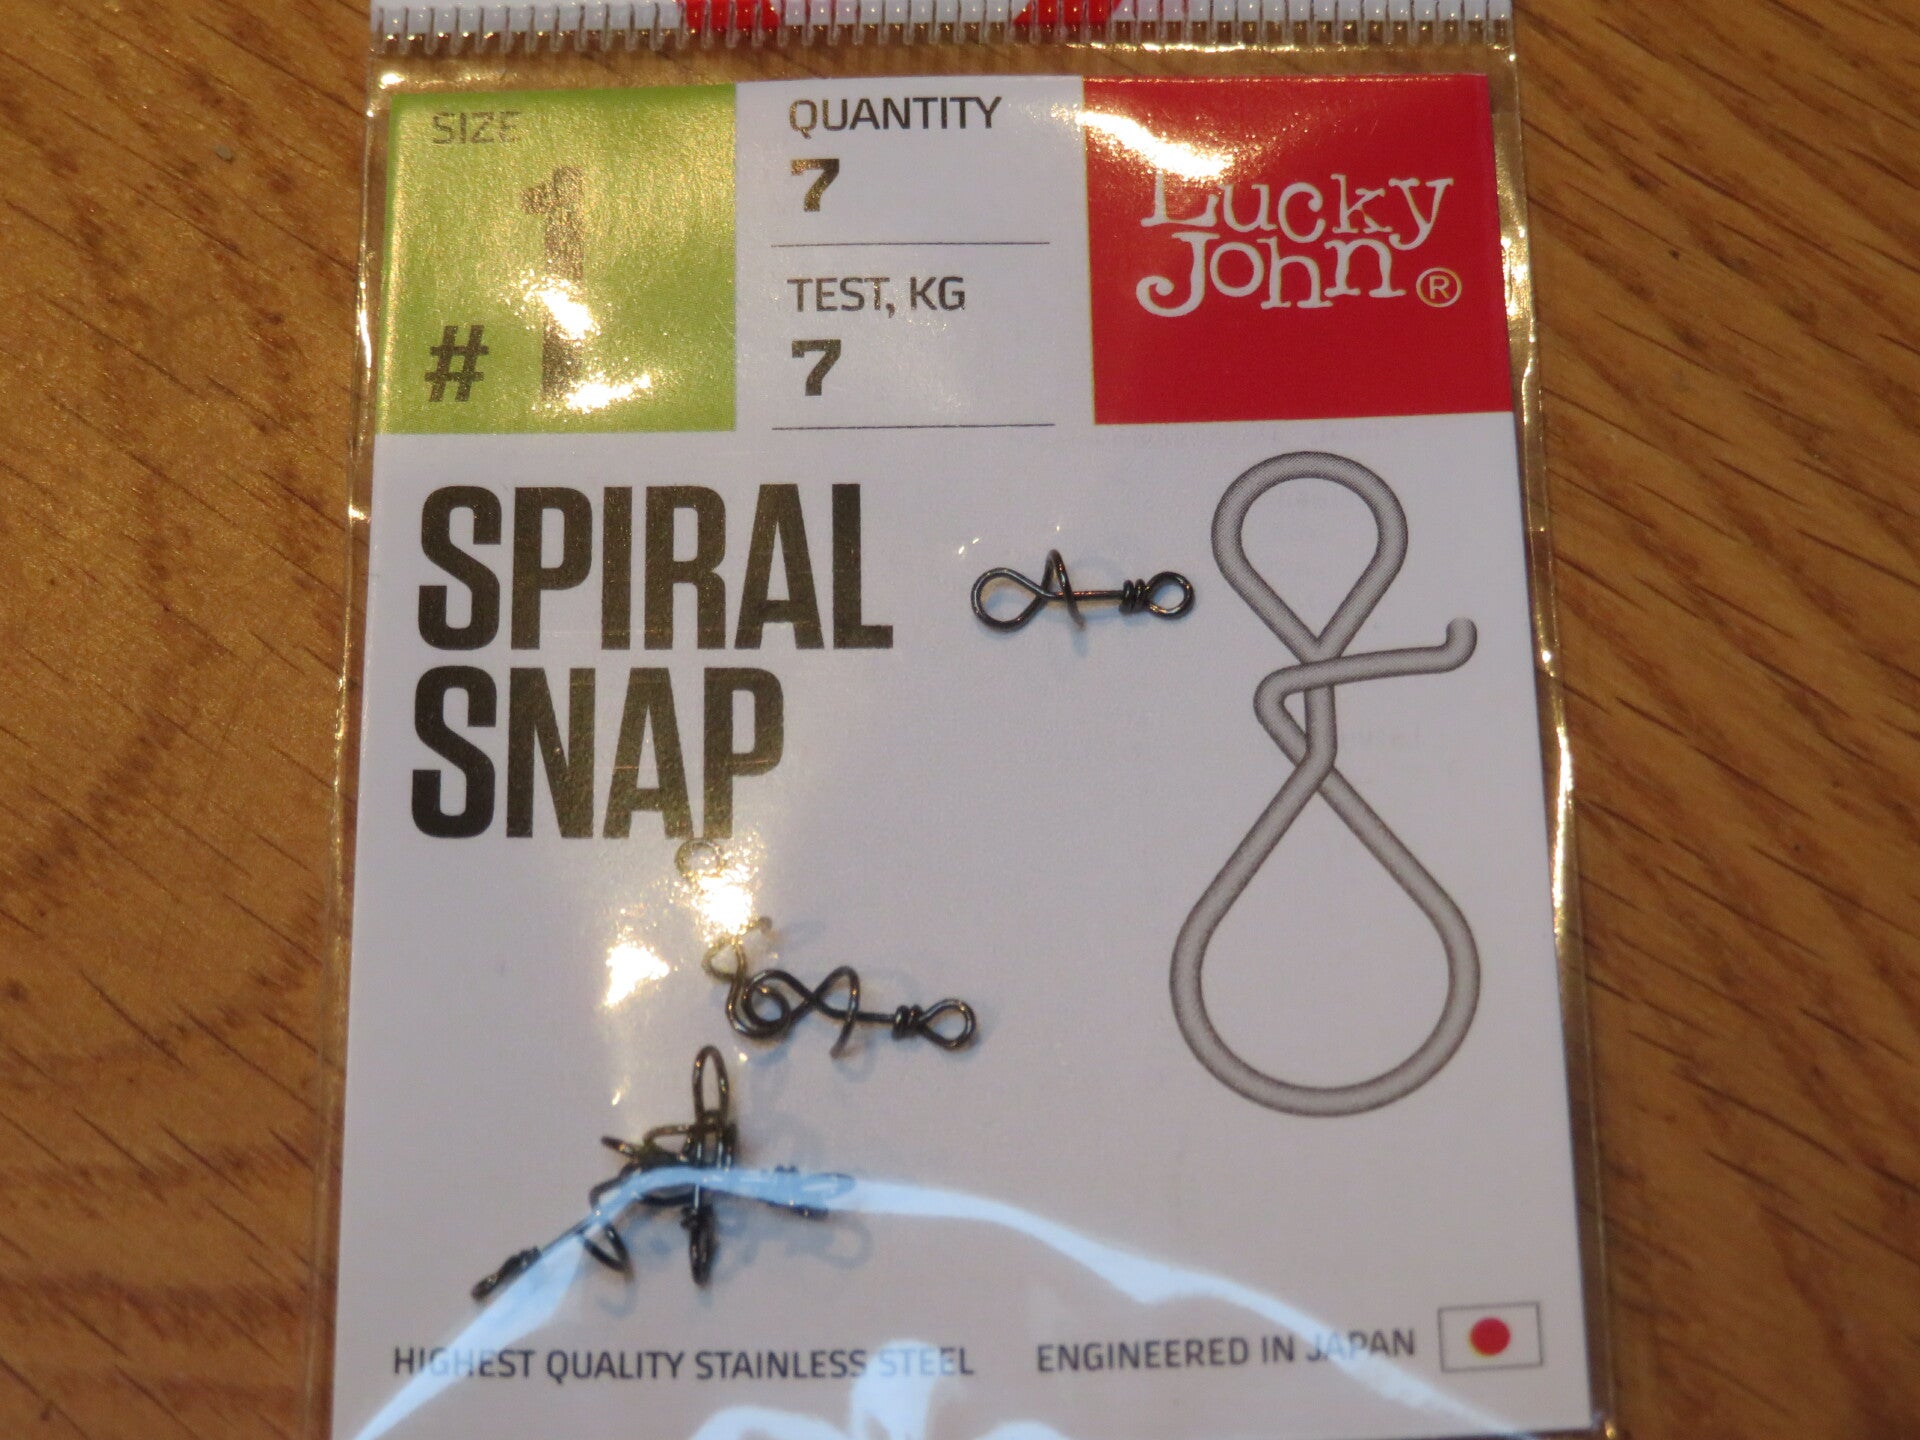 SIZE
# 1
QUANTITY
7
TEST, KG
7
Lucky
John ®
SPIRAL
SNAP
HIGHEST QUALITY STAINLESS STEEL
ENGINEERED IN JAPAN